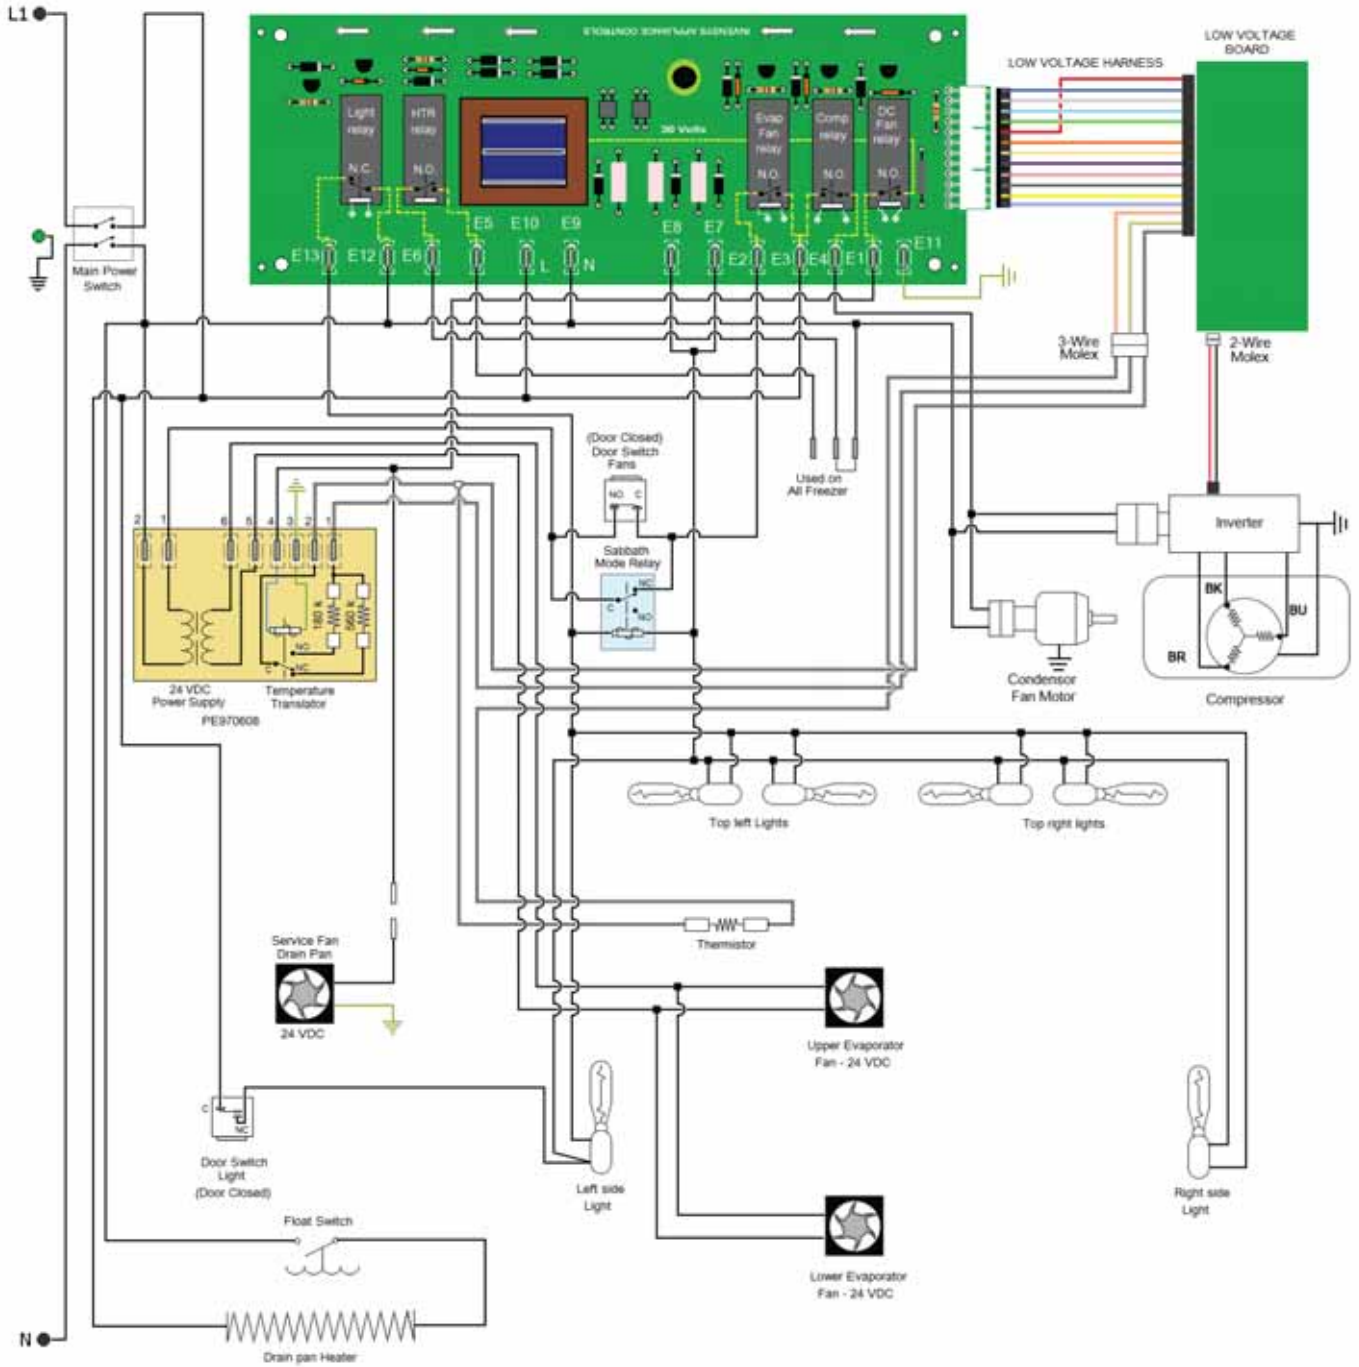 L1
INVENSYS APPLIANCE CONTROLS
LOW VOLTAGE
BOARD
LOW VOLTAGE HARNESS
Light
relay
N.C.
HTR
relay
N.O.
30 Volts
Evap
Fan
relay
N.O.
Comp
relay
N.O.
DC
Fan
relay
N.O.
E13
E12
E6
E5
E10
L
E9
N
E8
E7
E2
E3
E4
E1
E11
Main Power
Switch
3-Wire
Molex
2-Wire
Molex
(Door Closed)
Door Switch
Fans
NO
C
Used on
All Freezer
Sabbath
Mode Relay
NC
C
NO
2
1
6
5
4
3
2
1
180 k
560 k
NO
C
NC
24 VDC
Power Supply
Temperature
Translator
PE970608
Inverter
BK
BU
BR
Compressor
Condensor
Fan Motor
Top left Lights
Top right lights
Thermistor
Service Fan
Drain Pan
24 VDC
Upper Evaporator
Fan - 24 VDC
C
NC
Door Switch
Light
(Door Closed)
Left side
Light
Right side
Light
Float Switch
Lower Evaporator
Fan - 24 VDC
N
Drain pan Heater